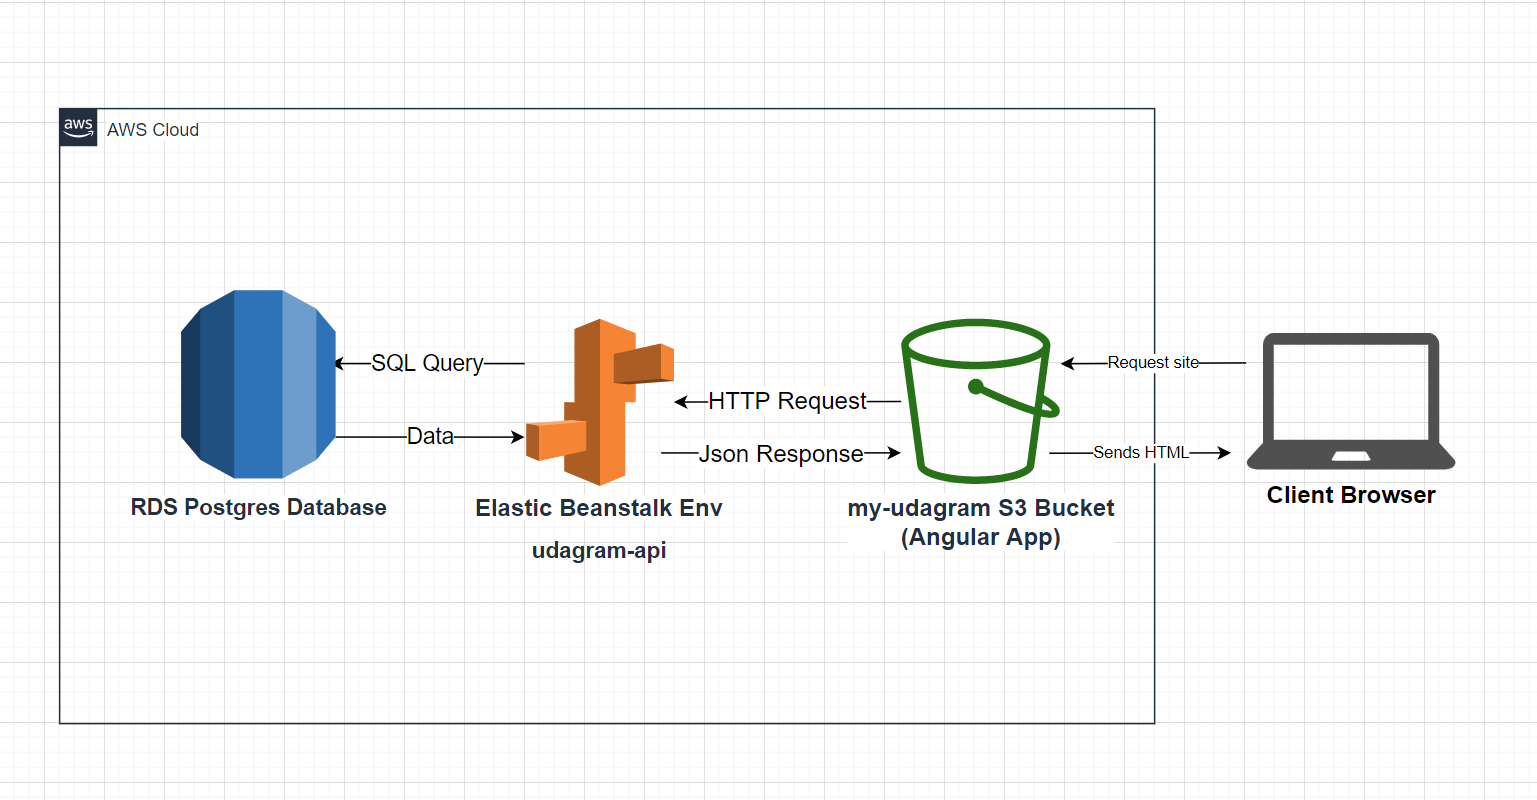 aws
AWS Cloud
SQL Query
Request site
HTTP Request
Data
Json Response
Sends HTML
RDS Postgres Database
Elastic Beanstalk Env
udagram-api
my-udagram S3 Bucket
(Angular App)
Client Browser